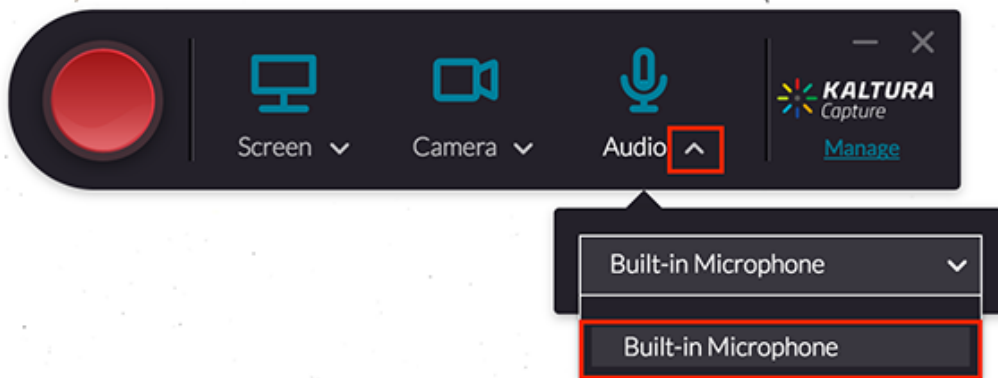 Screen
Camera
Audio
KALTURA
Capture
Manage
Built-in Microphone
Built-in Microphone